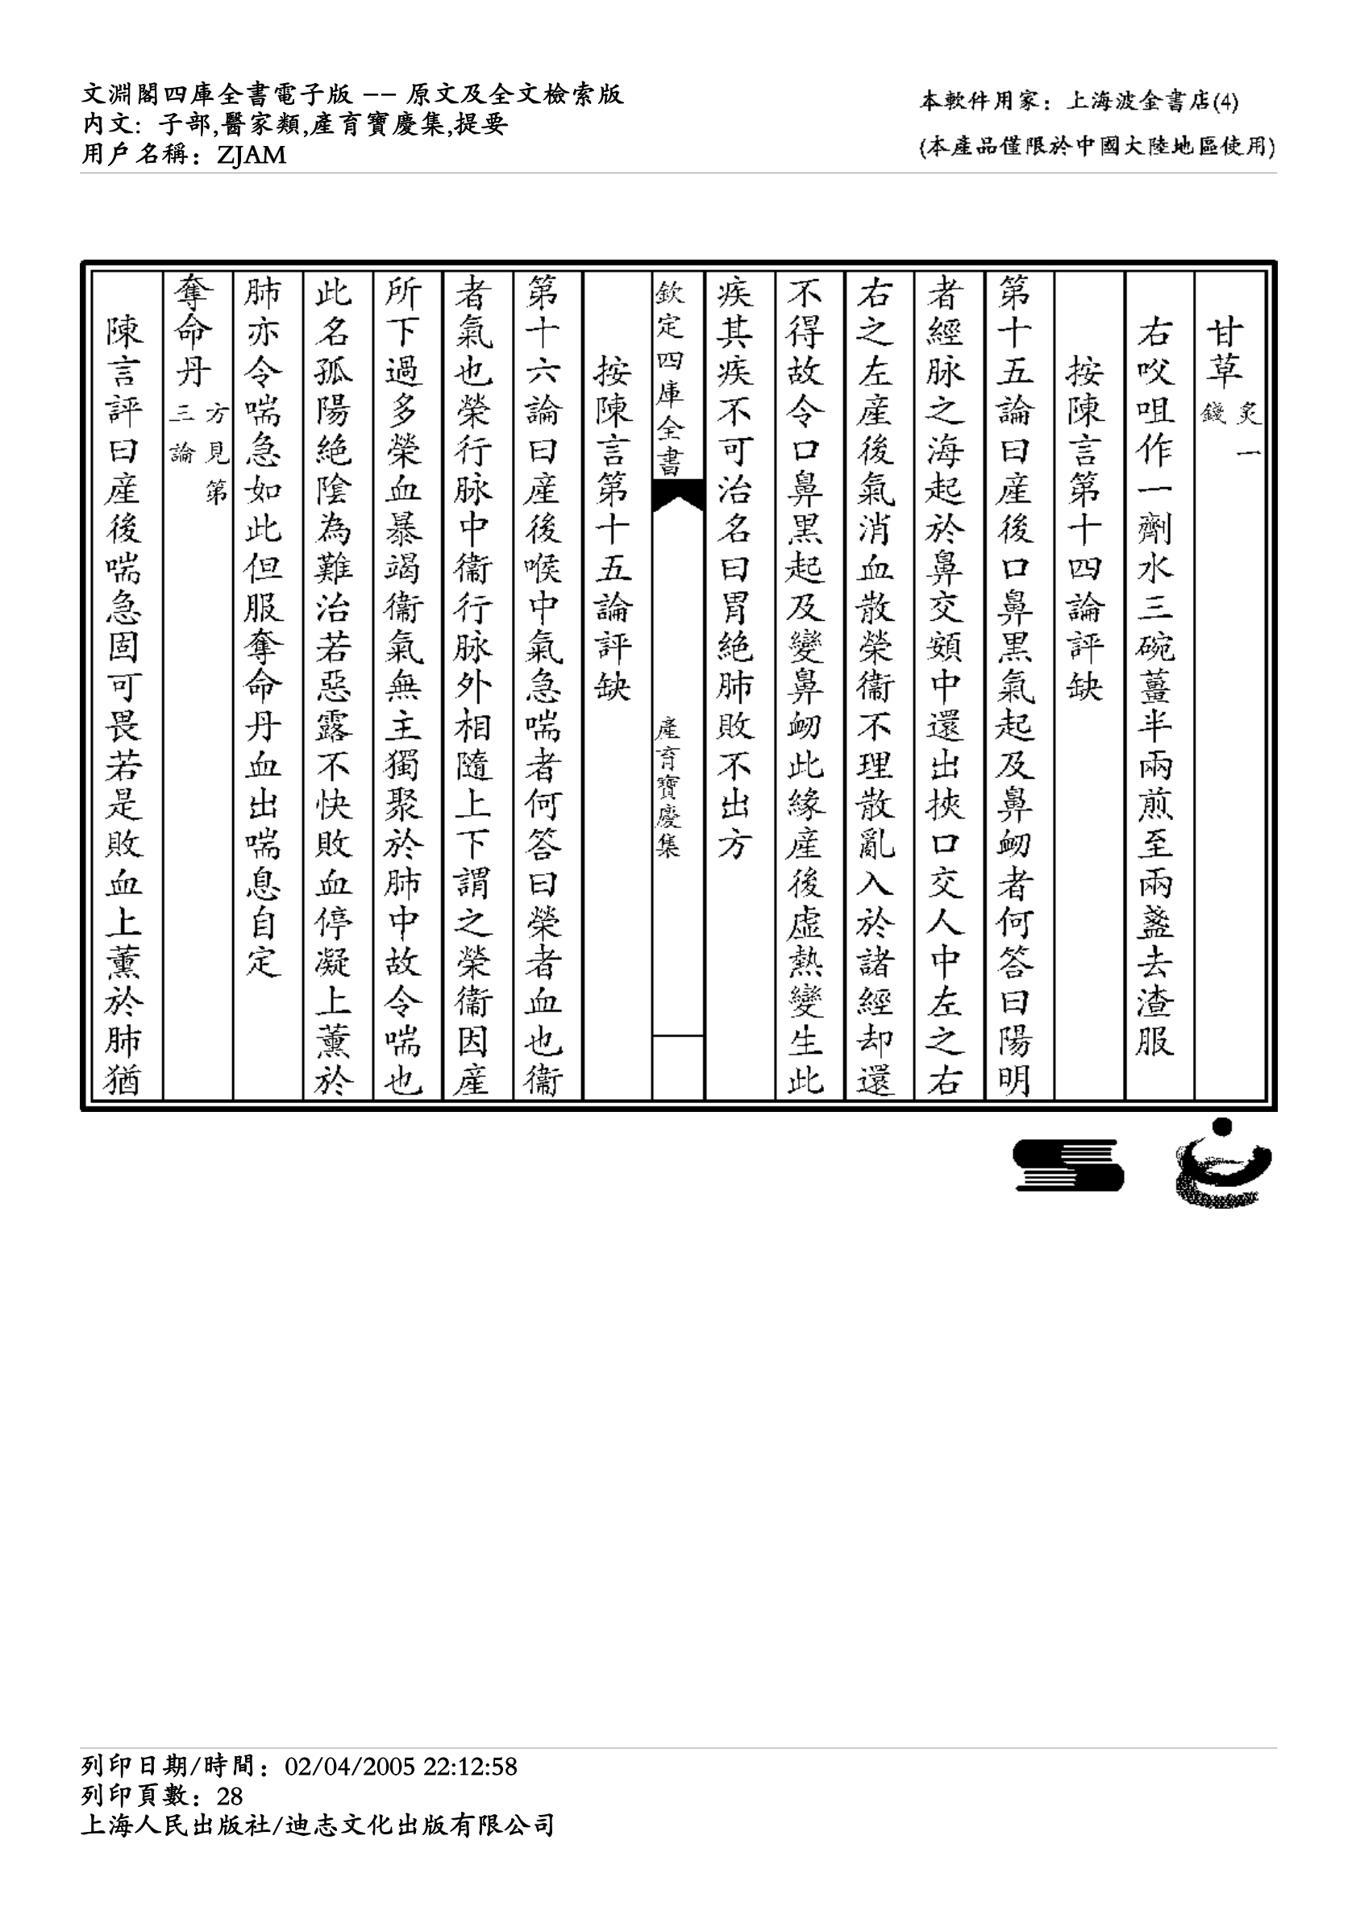 文淵閣四庫全書電子版 -- 原文及全文檢索版
內文: 子部,醫家類,產育寶慶集,提要
用戶名稱: ZJAM
本軟件用家: 上海波金書店(4)
(本產品僅限於中國大陸地區使用)
甘草炙一錢
右㕮咀作一劑水三碗薑半兩煎至兩盞去渣服
按陳言第十四論評缺
第十五論曰產後口鼻黑氣起及鼻衂者何答曰陽明
者經脉之海起於鼻交頞中還出挾口交人中左之右
右之左產後氣消血散榮衞不理散亂入於諸經却還
不得故令口鼻黑起及變鼻衂此緣產後虛熱變生此
疾其疾不可治名曰胃絕肺敗不出方
欽定四庫全書 產育寶慶集
按陳言第十五論評缺
第十六論曰產後喉中氣急喘者何答曰榮者血也衞
者氣也榮行脉中衞行脉外相隨上下謂之榮衞因產
所下過多榮血暴竭衞氣無主獨聚於肺中故令喘也
此名孤陽絕陰為難治若惡露不快敗血停凝上薰於
肺亦令喘急如此但服奪命丹血出喘息自定
奪命丹方見第三論
陳言評曰產後喘急固可畏若是敗血上薰於肺猶
列印日期/時間: 02/04/2005 22:12:58
列印頁數: 28
上海人民出版社/迪志文化出版有限公司